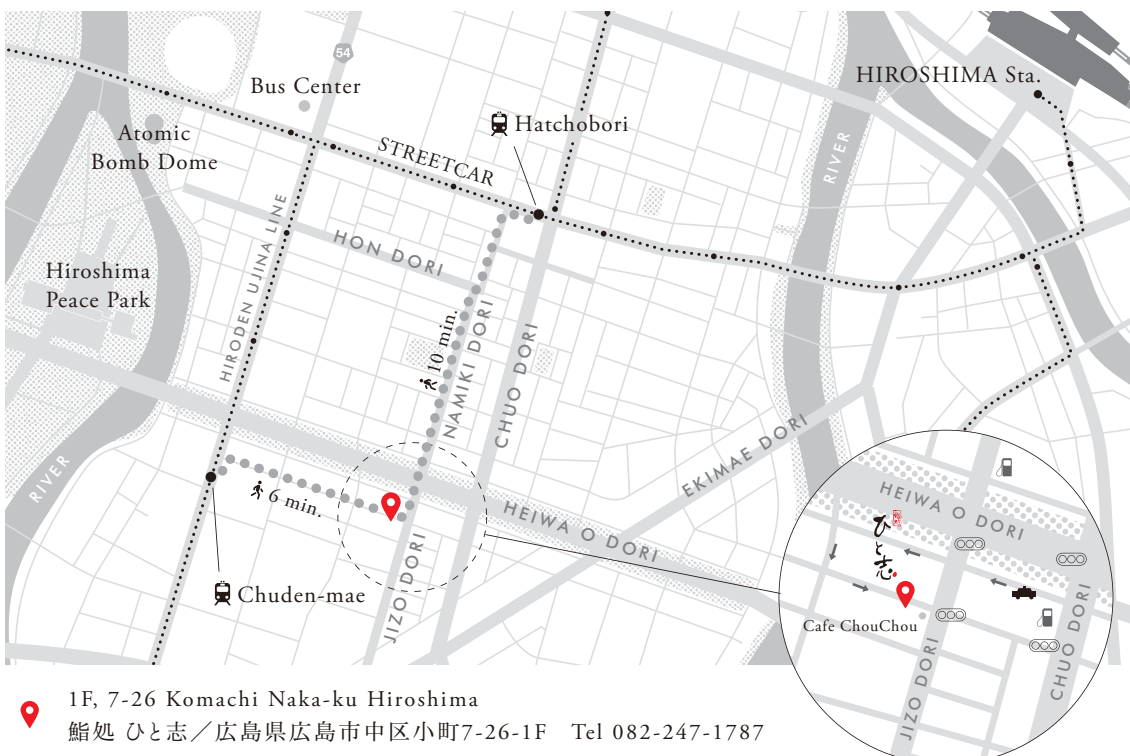 54
Bus Center
HIROSHIMA Sta.
Atomic
Bomb Dome
Hatchobori
STREETCAR
RIVER
HIRODEN UJINA LINE
HON DORI
Hiroshima
Peace Park
10 min.
NAMIKI DORI
CHUO DORI
EKIMAE DORI
RIVER
6 min.
HEIWA O DORI
JIZO DORI
Chuden-mae
HEIWA O DORI
ひと志
Cafe ChouChou
JIZO DORI
CHUO DORI
1F, 7-26 Komachi Naka-ku Hiroshima
鮨処 ひと志／広島県広島市中区小町7-26-1F Tel 082-247-1787